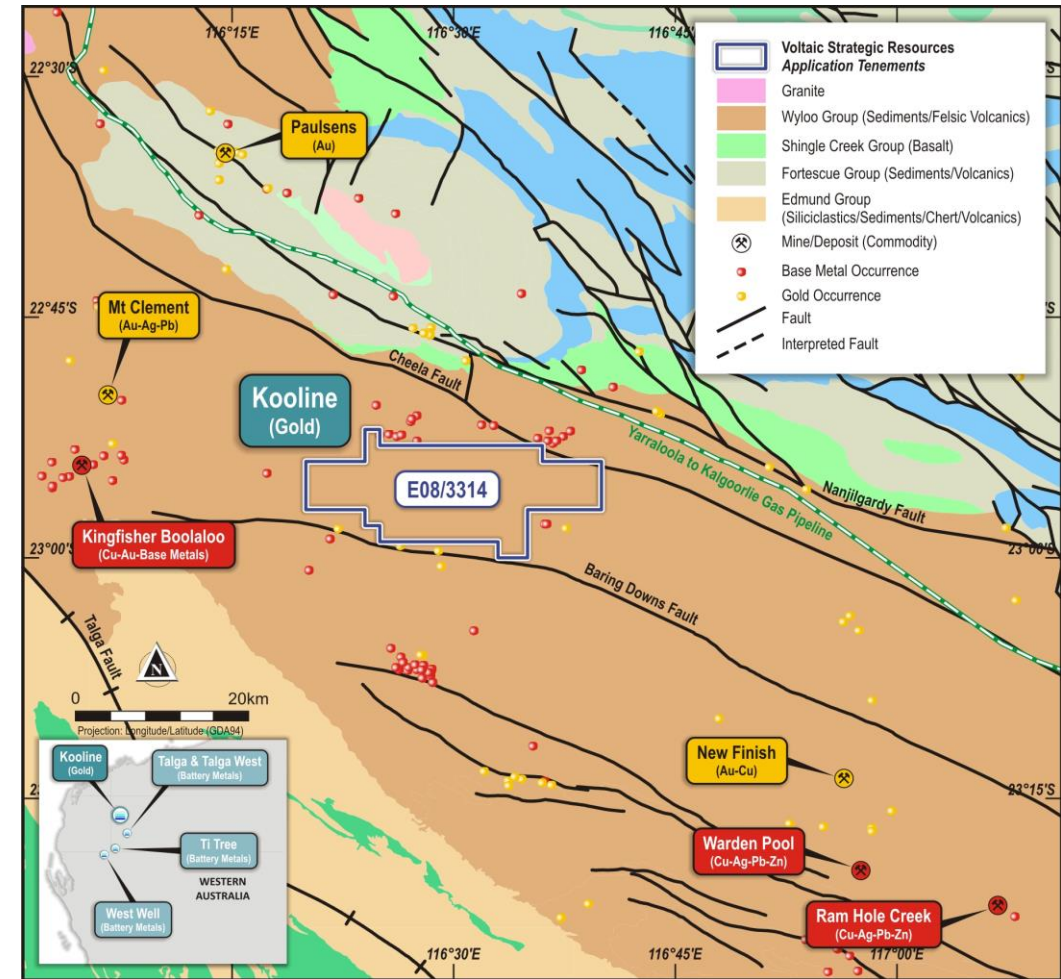 116°15'E
116°30'E
116°45'
22°30'S
Voltaic Strategic Resources
Application Tenements
Granite
Wyloo Group (Sediments/Felsic Volcanics)
Shingle Creek Group (Basalt)
Fortescue Group (Sediments/Volcanics)
Edmund Group
(Siliciclastics/Sediments/Chert/Volcanics)
Mine/Deposit (Commodity)
Base Metal Occurrence
Gold Occurrence
Fault
Interpreted Fault
Paulsens
(Au)
22°45'S
Mt Clement
(Au-Ag-Pb)
Cheela Fault
Kooline
(Gold)
E08/3314
Yarraloola to Kalgoorlie Gas Pipeline
Nanjilgardy Fault
Kingfisher Boolaloo
(Cu-Au-Base Metals)
23°00'S
23°00'S
Baring Downs Fault
Talga Fault
N
0
20km
Projection: Longitude/Latitude (GDA94)
Kooline
(Gold)
Talga & Talga West
(Battery Metals)
Ti Tree
(Battery Metals)
WESTERN
AUSTRALIA
West Well
(Battery Metals)
New Finish
(Au-Cu)
23°15'S
Warden Pool
(Cu-Ag-Pb-Zn)
Ram Hole Creek
(Cu-Ag-Pb-Zn)
116°30'E
116°45'E
117°00'E